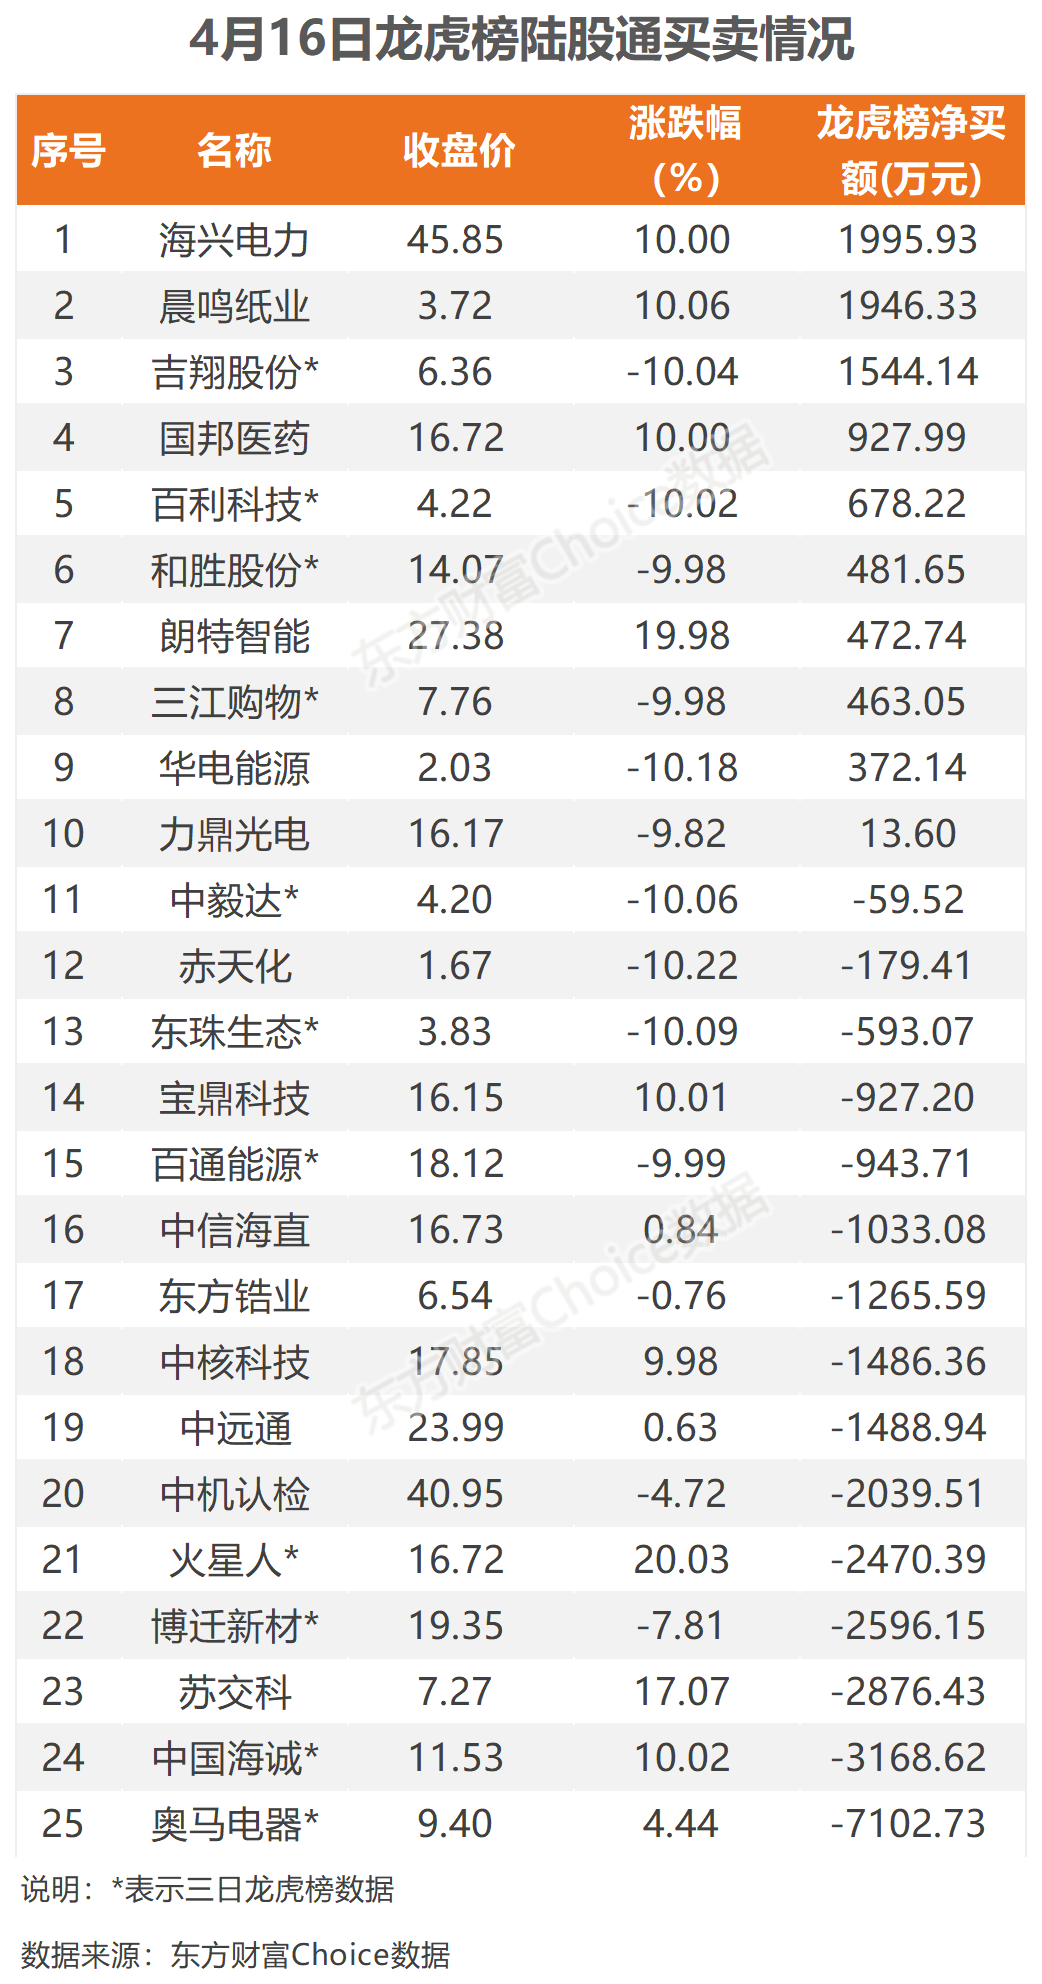 4月16日龙虎榜陆股通买卖情况
序号 名称 收盘价 涨跌幅（%） 龙虎榜净买额(万元)
1 海兴电力 45.85 10.00 1995.93
2 晨鸣纸业 3.72 10.06 1946.33
3 吉翔股份* 6.36 -10.04 1544.14
4 国邦医药 16.72 10.00 927.99
5 百利科技* 4.22 -10.02 678.22
6 和胜股份* 14.07 -9.98 481.65
7 朗特智能 27.38 19.98 472.74
8 三江购物* 7.76 -9.98 463.05
9 华电能源 2.03 -10.18 372.14
10 力鼎光电 16.17 -9.82 13.60
11 中毅达* 4.20 -10.06 -59.52
12 赤天化 1.67 -10.22 -179.41
13 东珠生态* 3.83 -10.09 -593.07
14 宝鼎科技 16.15 10.01 -927.20
15 百通能源* 18.12 -9.99 -943.71
16 中信海直 16.73 0.84 -1033.08
17 东方锆业 6.54 -0.76 -1265.59
18 中核科技 17.85 9.98 -1486.36
19 中远通 23.99 0.63 -1488.94
20 中机认检 40.95 -4.72 -2039.51
21 火星人* 16.72 20.03 -2470.39
22 博迁新材* 19.35 -7.81 -2596.15
23 苏交科 7.27 17.07 -2876.43
24 中国海诚* 11.53 10.02 -3168.62
25 奥马电器* 9.40 4.44 -7102.73
说明：*表示三日龙虎榜数据
数据来源：东方财富Choice数据
东方财富Choice数据
东方财富Choice数据